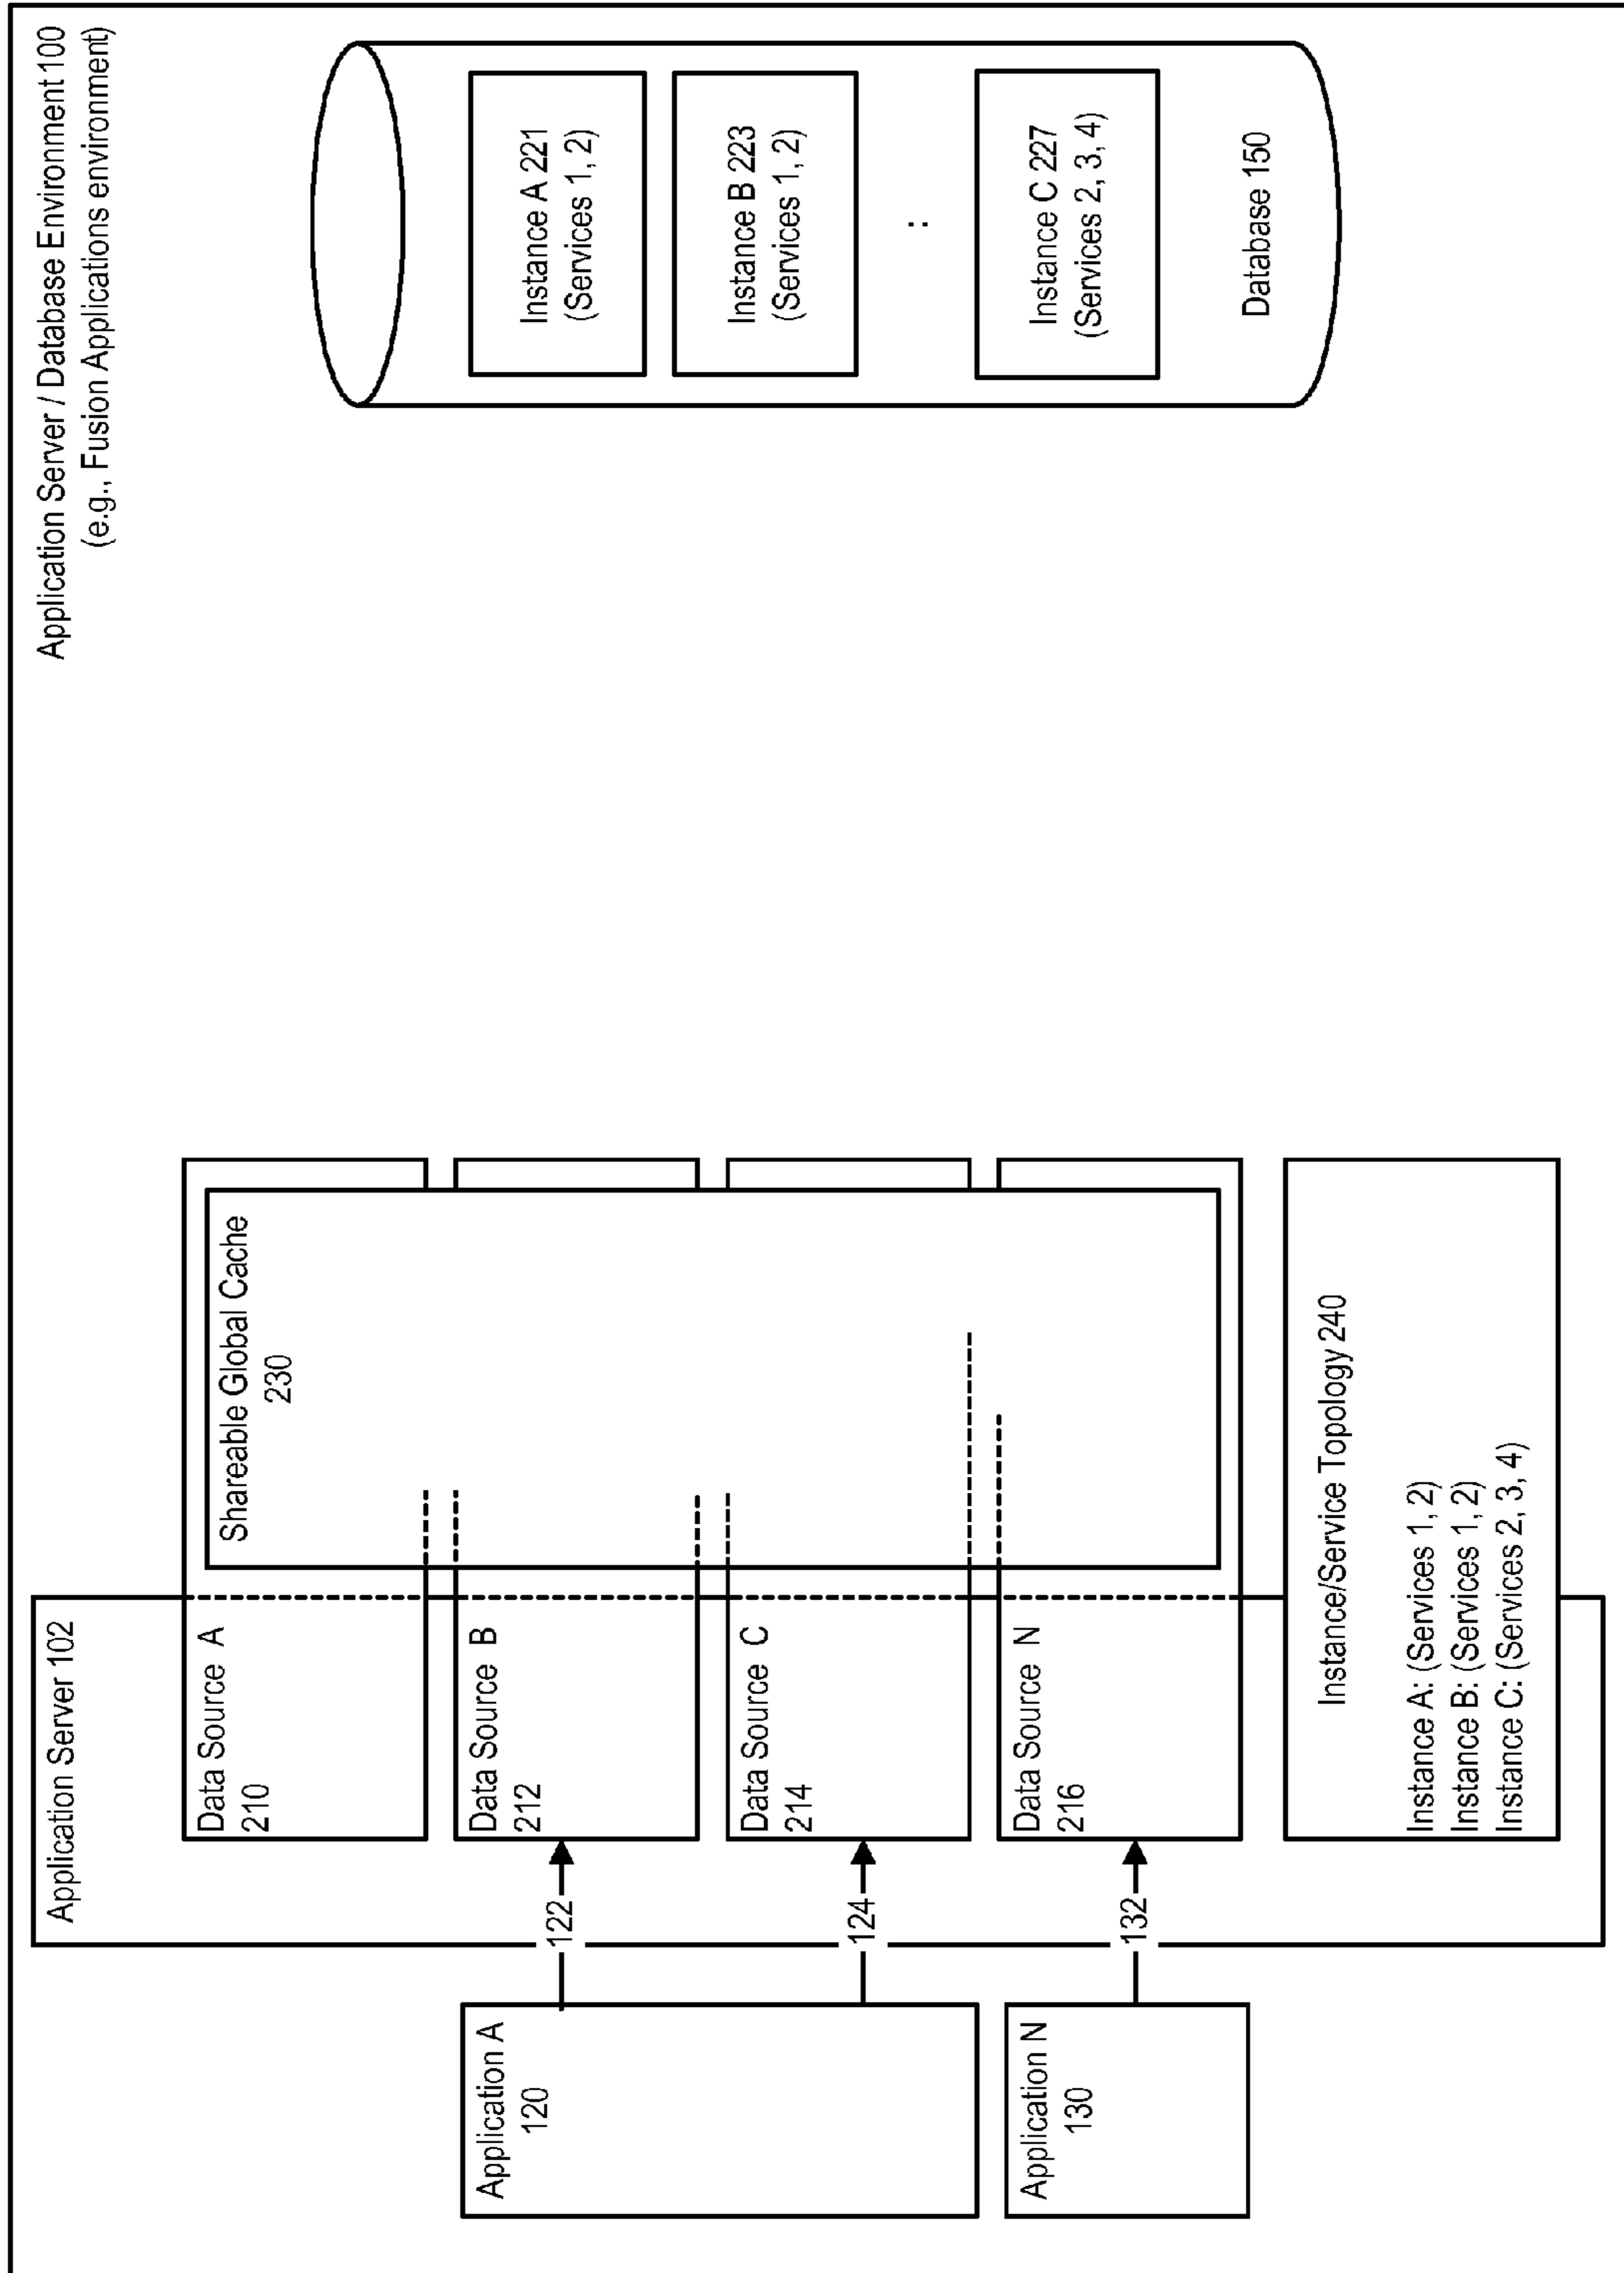 Application Server / Database Environment 100
(e.g., Fusion Applications environment)
Application Server 102
Data Source A
210
Shareable Global Cache
230
Application A
120
122
Data Source B
212
124
Data Source C
214
Application N
130
132
Data Source N
216
Instance/Service Topology 240
Instance A: (Services 1, 2)
Instance B: (Services 1, 2)
Instance C: (Services 2, 3, 4)
Instance A 221
(Services 1, 2)
Instance B 223
(Services 1, 2)
:
Instance C 227
(Services 2, 3, 4)
Database 150